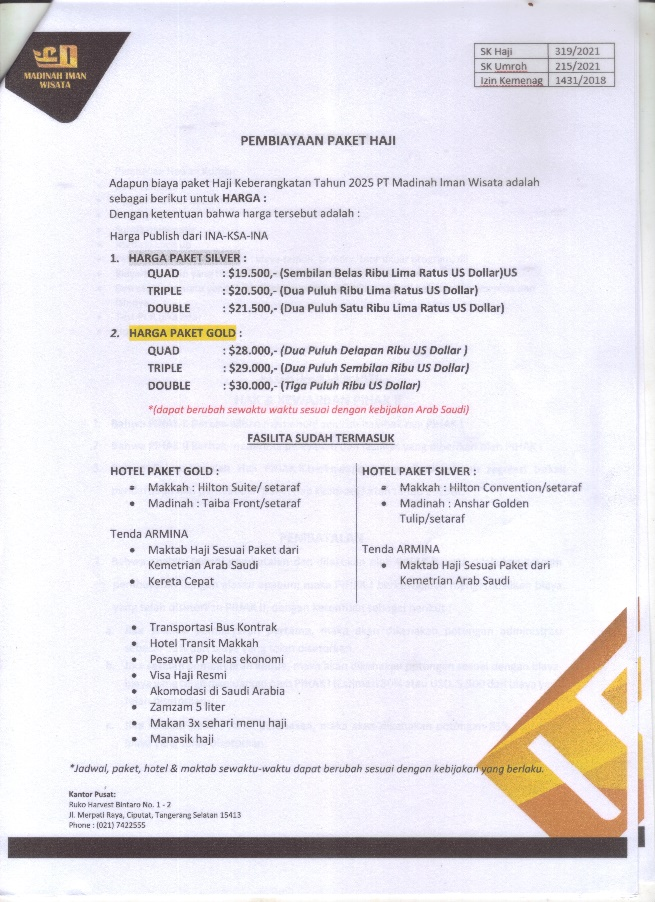 MADINAH IMAN
WISATA
SK Haji 319/2021
SK Umroh 215/2021
Izin Kemenag 1431/2018
PEMBIAYAAN PAKET HAJI
Adapun biaya paket Haji Keberangkatan Tahun 2025 PT Madinah Iman Wisata adalah
sebagai berikut untuk HARGA :
Dengan ketentuan bahwa harga tersebut adalah :
Harga Publish dari INA-KSA-INA
1. HARGA PAKET SILVER :
QUAD : $19.500,- (Sembilan Belas Ribu Lima Ratus US Dollar)US
TRIPLE : $20.500,- (Dua Puluh Ribu Lima Ratus US Dollar)
DOUBLE : $21.500,- (Dua Puluh Satu Ribu Lima Ratus US Dollar)
2. HARGA PAKET GOLD :
QUAD : $28.000,- (Dua Puluh Delapan Ribu US Dollar )
TRIPLE : $29.000,- (Dua Puluh Sembilan Ribu US Dollar)
DOUBLE : $30.000,- (Tiga Puluh Ribu US Dollar)
*(dapat berubah sewaktu waktu sesuai dengan kebijakan Arab Saudi)
FASILITA SUDAH TERMASUK
HOTEL PAKET GOLD :
• Makkah : Hilton Suite/ setaraf
• Madinah : Taiba Front/setaraf
Tenda ARMINA
• Maktab Haji Sesuai Paket dari
Kemetrian Arab Saudi
• Kereta Cepat
HOTEL PAKET SILVER :
• Makkah : Hilton Convention/setaraf
• Madinah : Anshar Golden
Tulip/setaraf
Tenda ARMINA
• Maktab Haji Sesuai Paket dari
Kemetrian Arab Saudi
• Transportasi Bus Kontrak
• Hotel Transit Makkah
• Pesawat PP kelas ekonomi
• Visa Haji Resmi
• Akomodasi di Saudi Arabia
• Zamzam 5 liter
• Makan 3x sehari menu haji
• Manasik haji
*Jadwal, paket, hotel & maktab sewaktu-waktu dapat berubah sesuai dengan kebijakan yang berlaku.
Kantor Pusat:
Ruko Harvest Bintaro No. 1 - 2
Jl. Merpati Raya, Ciputat, Tangerang Selatan 15413
Phone : (021) 7422555